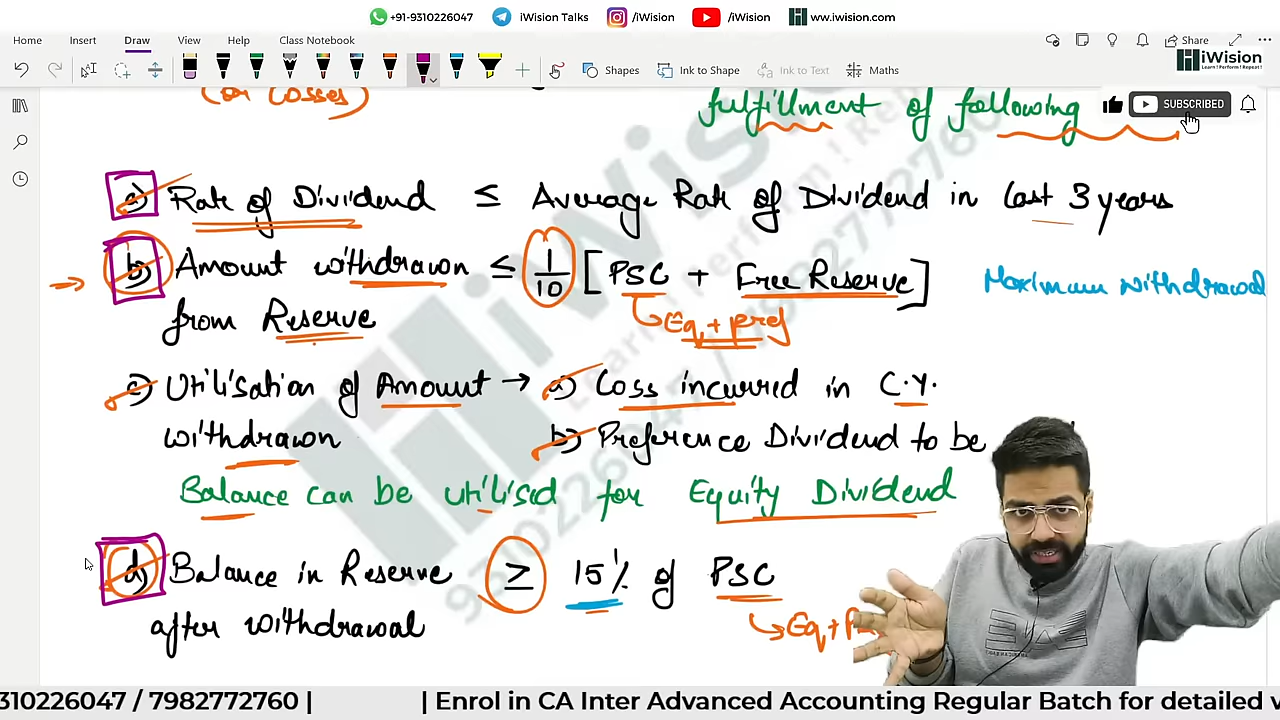 +91-9310226047 iWision Talks /iWision /iWision ww.iwision.com
Home Insert Draw View Help Class Notebook Share
Shapes Ink to Shape Ink to Text Maths
iWision
Learn ! Perform ! Repeat !
(or Losses)
fulfillment of following
SUBSCRIBED
a) Rate of Dividend ≤ Average Rate of Dividend in last 3 years
b) Amount withdrawn ≤ 1/10 [PSC + Free Reserve] Maximum withdrawal
from Reserve Eq + pref
c) Utilisation of Amount → a) Loss incurred in C.Y.
withdrawn b) Preference Dividend to be
Balance can be utilised for Equity Dividend
d) Balance in Reserve ≥ 15% of PSC
after withdrawal Eq + P
310226047 / 7982772760 | | Enrol in CA Inter Advanced Accounting Regular Batch for detailed v